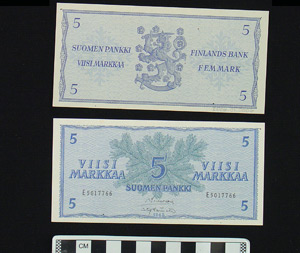 5 5
SUOMEN PANKKI FINLANDS BANK
VIISI MARKKAA FEM MARK
5 5
5 5
VIISI 5 VIISI
MARKKAA MARKKAA
SUOMEN PANKKI
E5017766 E5017766
5 5
CM